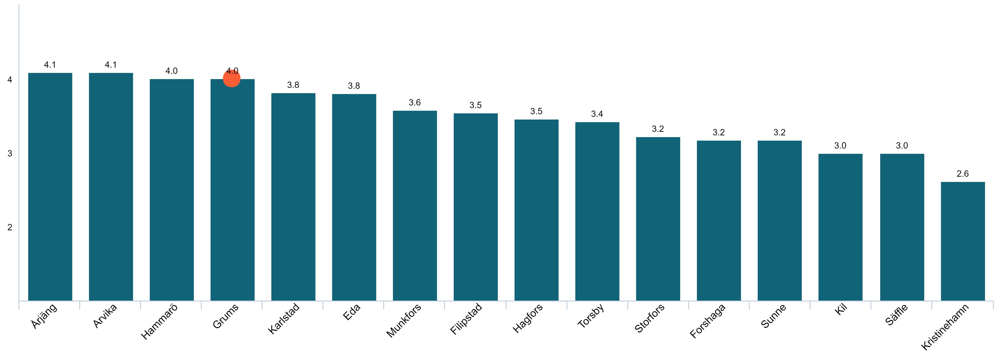 4.1
4.1
4.0
4.0
3.8
3.8
3.6
3.5
3.5
3.4
3.2
3.2
3.2
3.0
3.0
2.6
4
3
2
Årjäng
Arvika
Hammarö
Grums
Karlstad
Eda
Munkfors
Filipstad
Hagfors
Torsby
Storfors
Forshaga
Sunne
Kil
Säffle
Kristinehamn